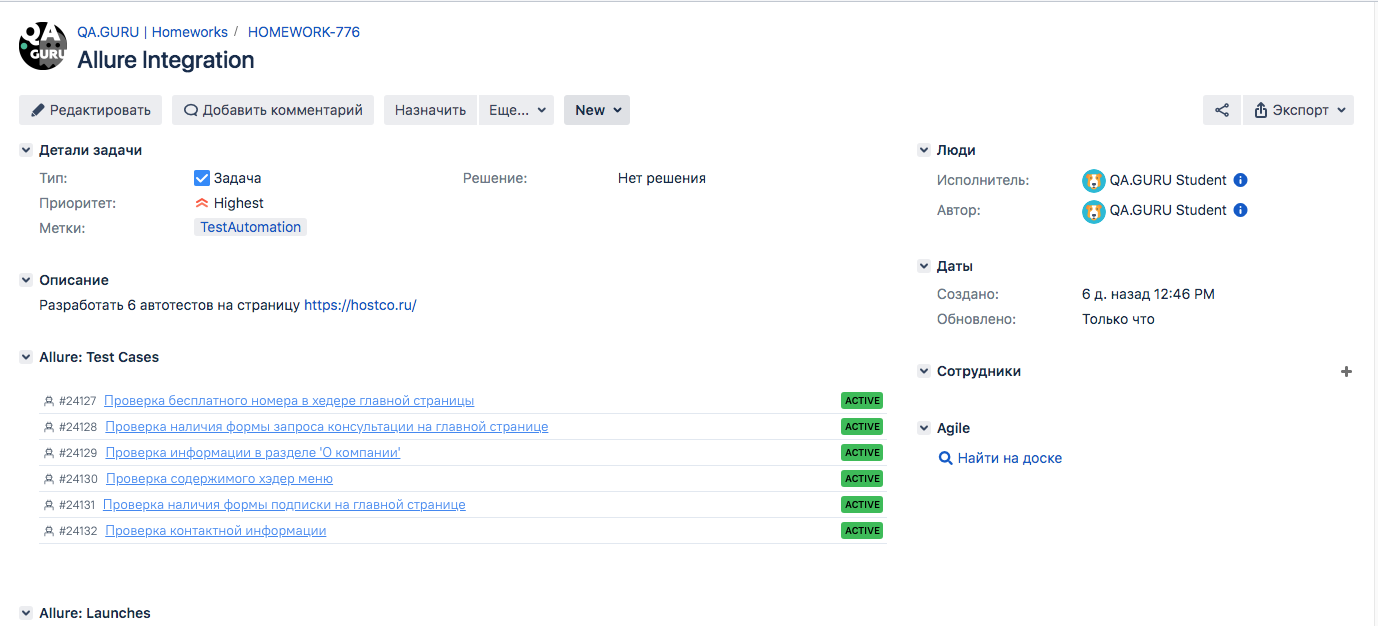 QA
GURU
QA.GURU | Homeworks / HOMEWORK-776
Allure Integration
Редактировать Добавить комментарий Назначить Еще... New Экспорт
Детали задачи
Тип: Задача Решение: Нет решения
Приоритет: Highest
Метки: TestAutomation
Описание
Разработать 6 автотестов на страницу https://hostco.ru/
Allure: Test Cases
#24127 Проверка бесплатного номера в хедере главной страницы ACTIVE
#24128 Проверка наличия формы запроса консультации на главной странице ACTIVE
#24129 Проверка информации в разделе 'О компании' ACTIVE
#24130 Проверка содержимого хэдер меню ACTIVE
#24131 Проверка наличия формы подписки на главной странице ACTIVE
#24132 Проверка контактной информации ACTIVE
Allure: Launches
Люди
Исполнитель: QA.GURU Student
Автор: QA.GURU Student
Даты
Создано: 6 д. назад 12:46 PM
Обновлено: Только что
Сотрудники
Agile
Найти на доске